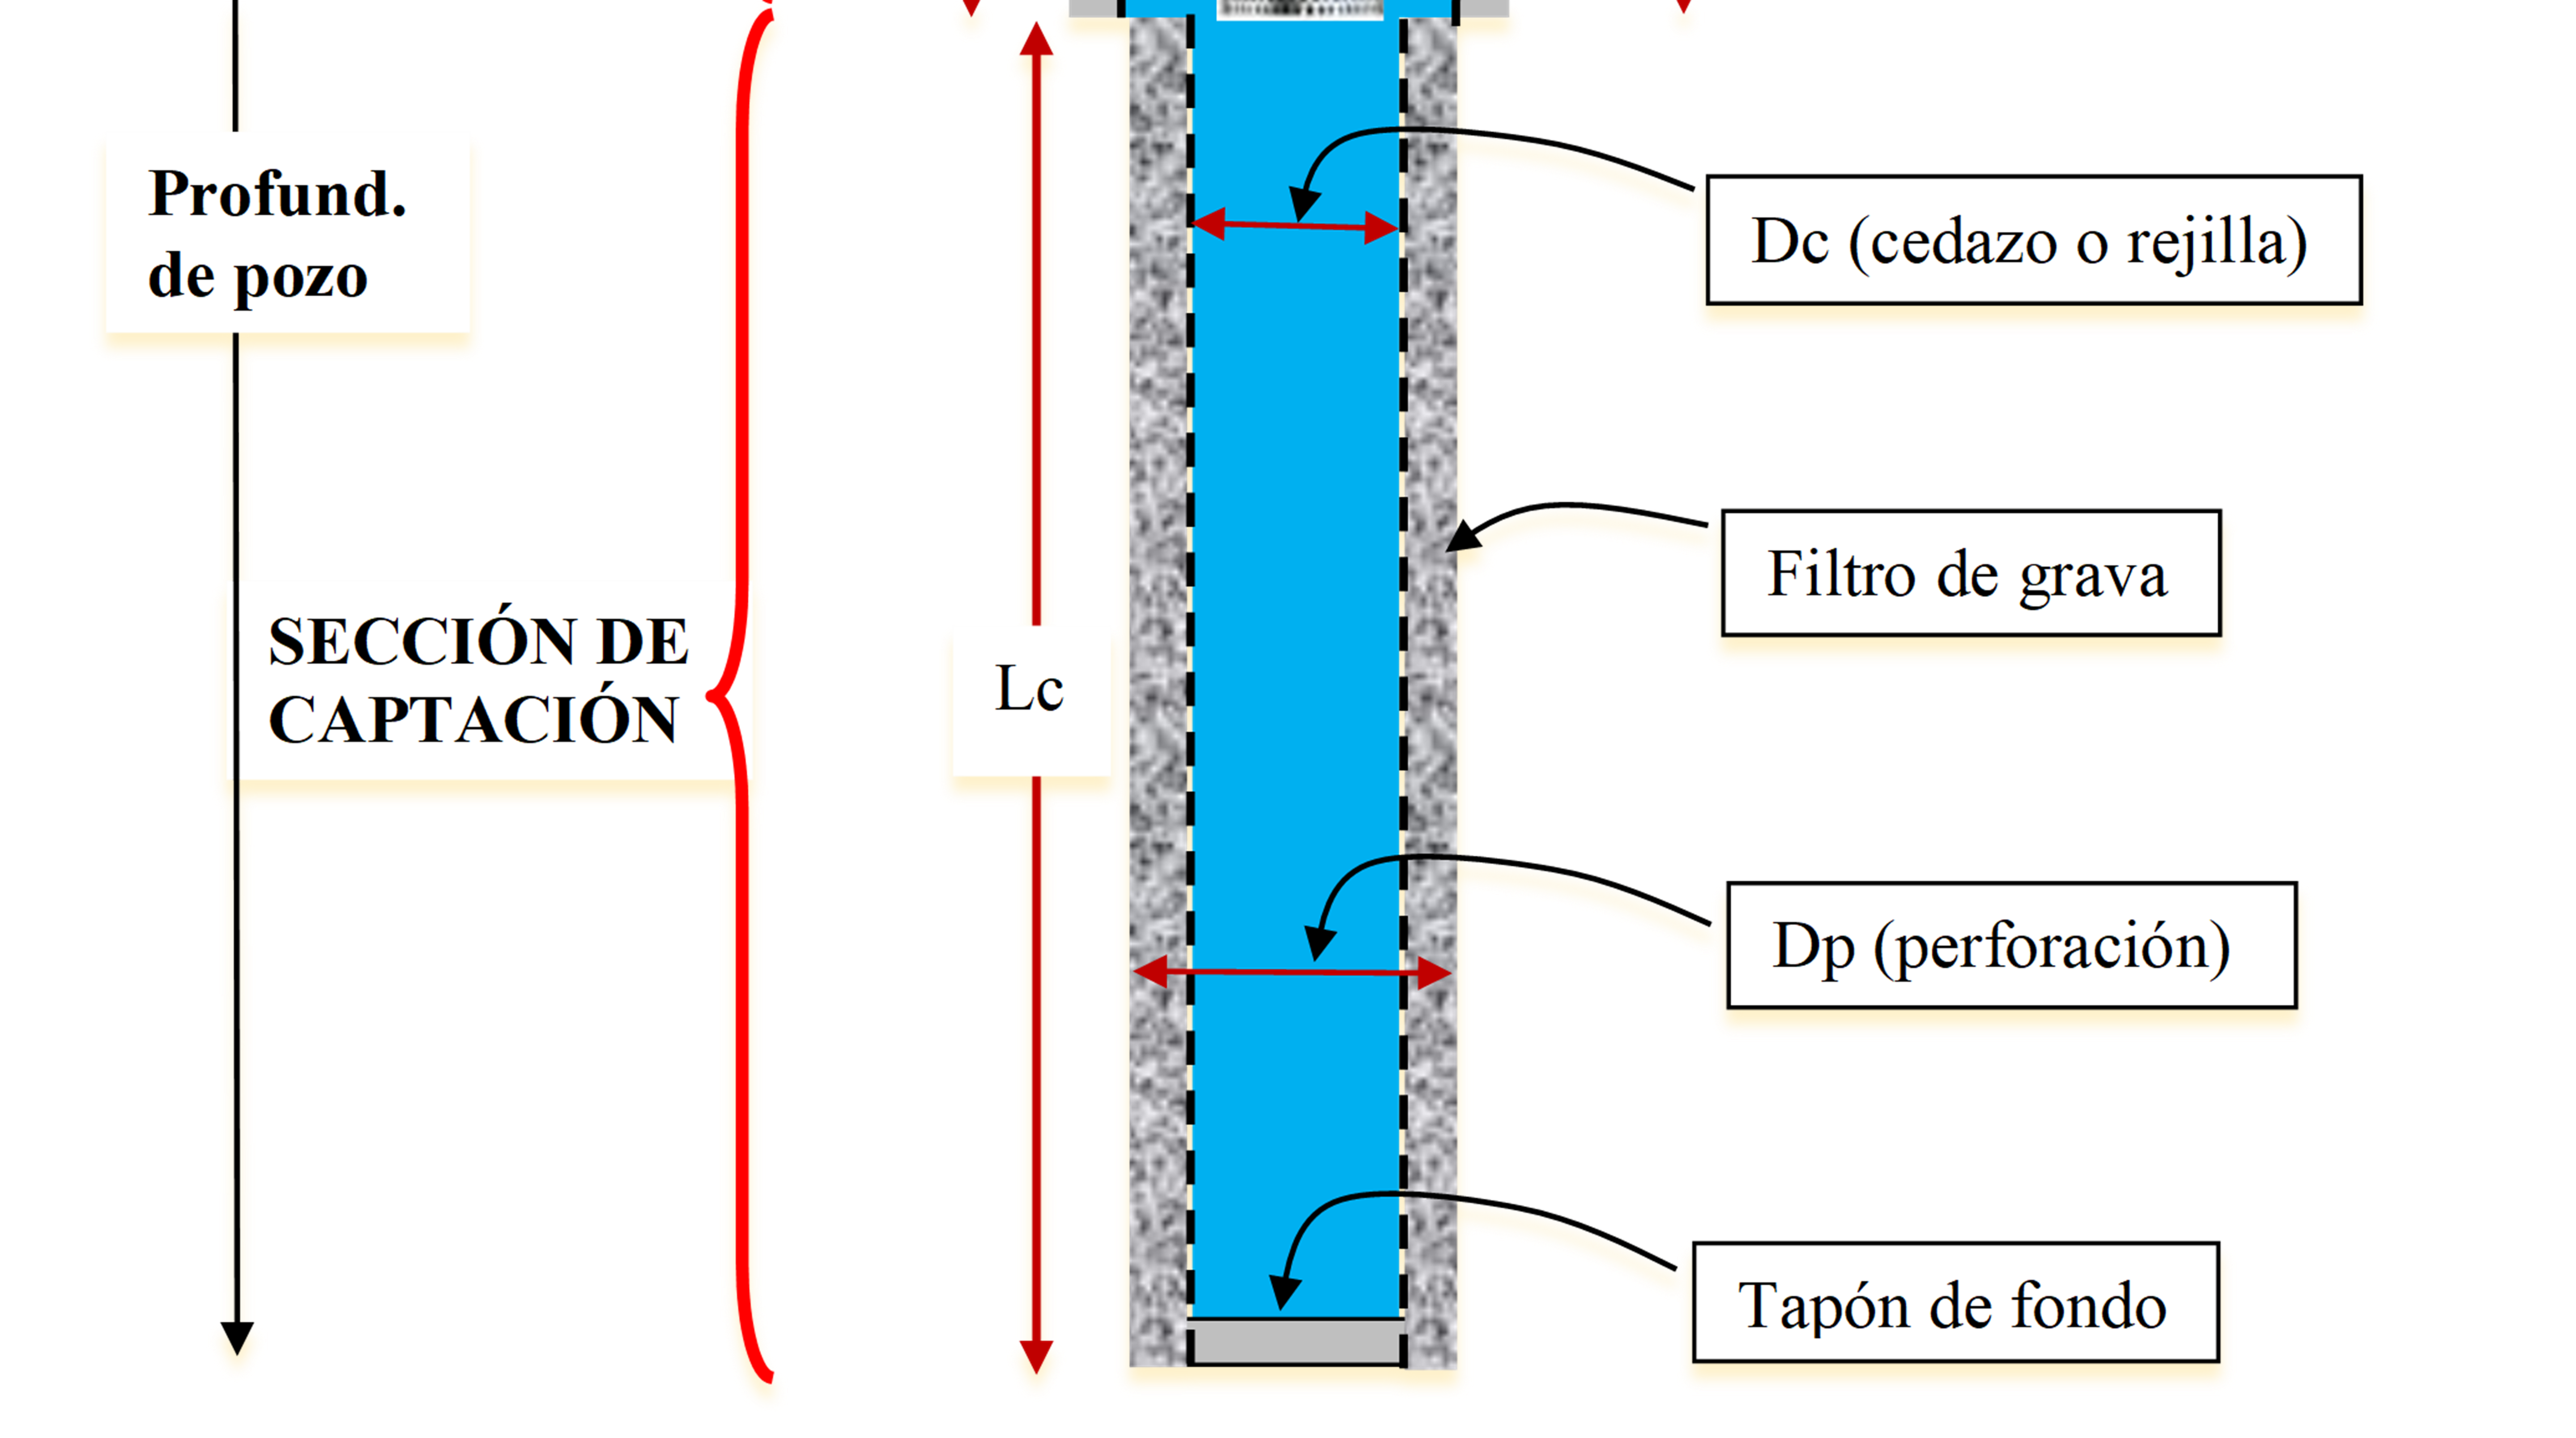 Profund.
de pozo
Dc (cedazo o rejilla)
Filtro de grava
SECCIÓN DE
CAPTACIÓN
Lc
Dp (perforación)
Tapón de fondo